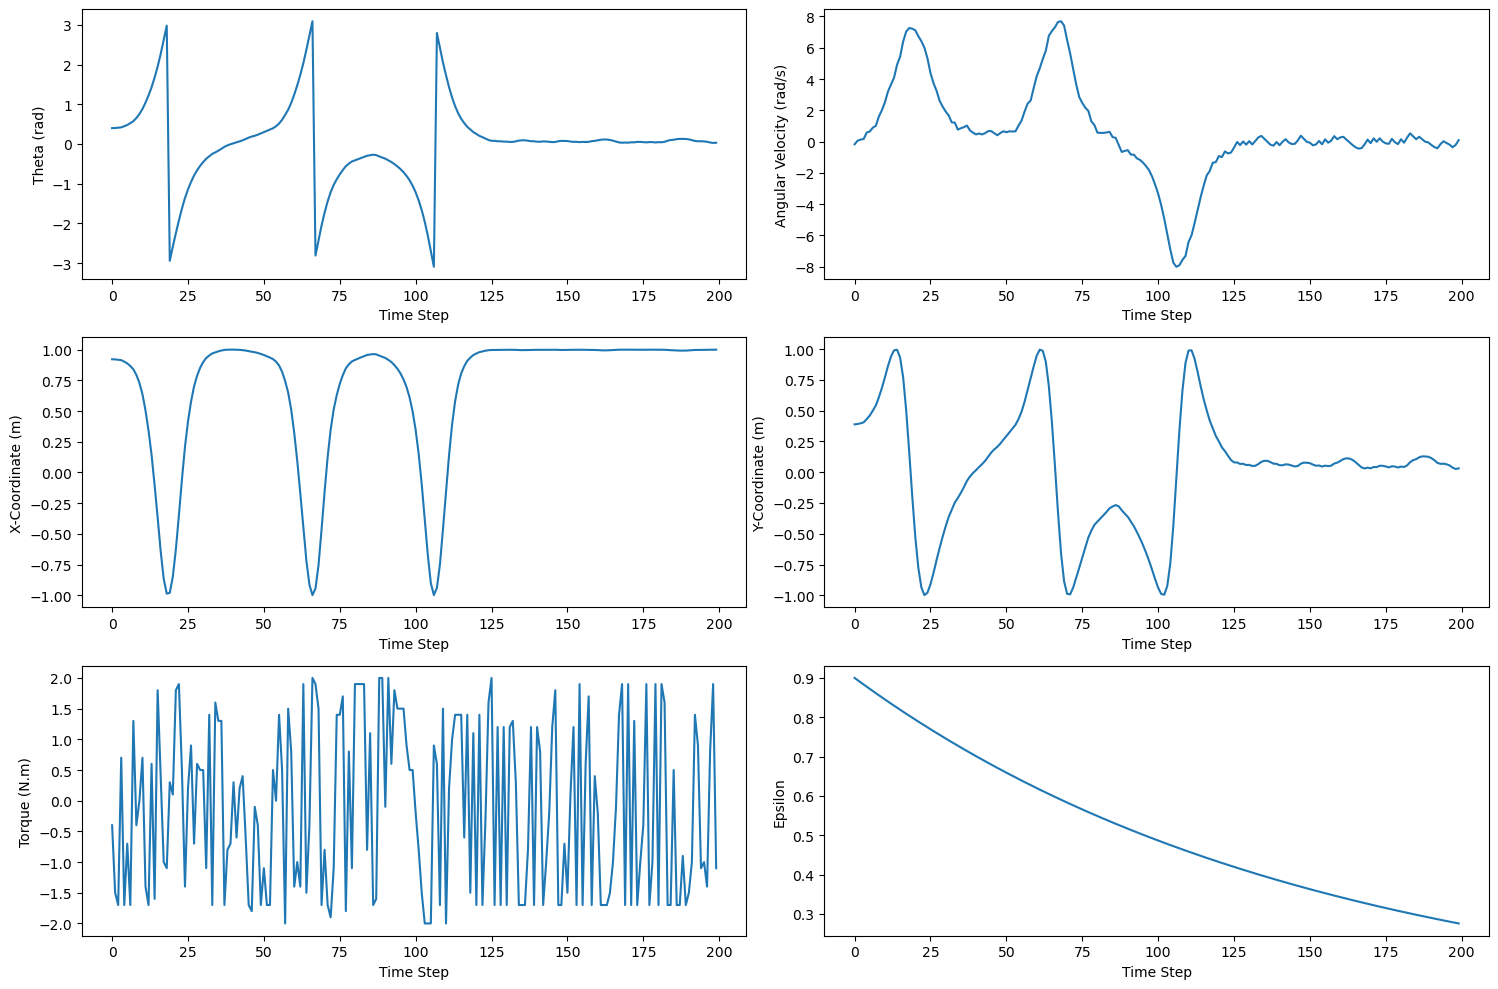 3
2
1
0
−1
−2
−3
Theta (rad)
0 25 50 75 100 125 150 175 200
Time Step
8
6
4
2
0
−2
−4
−6
−8
Angular Velocity (rad/s)
0 25 50 75 100 125 150 175 200
Time Step
1.00
0.75
0.50
0.25
0.00
−0.25
−0.50
−0.75
−1.00
X-Coordinate (m)
0 25 50 75 100 125 150 175 200
Time Step
1.00
0.75
0.50
0.25
0.00
−0.25
−0.50
−0.75
−1.00
Y-Coordinate (m)
0 25 50 75 100 125 150 175 200
Time Step
2.0
1.5
1.0
0.5
0.0
−0.5
−1.0
−1.5
−2.0
Torque (N.m)
0 25 50 75 100 125 150 175 200
Time Step
0.9
0.8
0.7
0.6
0.5
0.4
0.3
Epsilon
0 25 50 75 100 125 150 175 200
Time Step